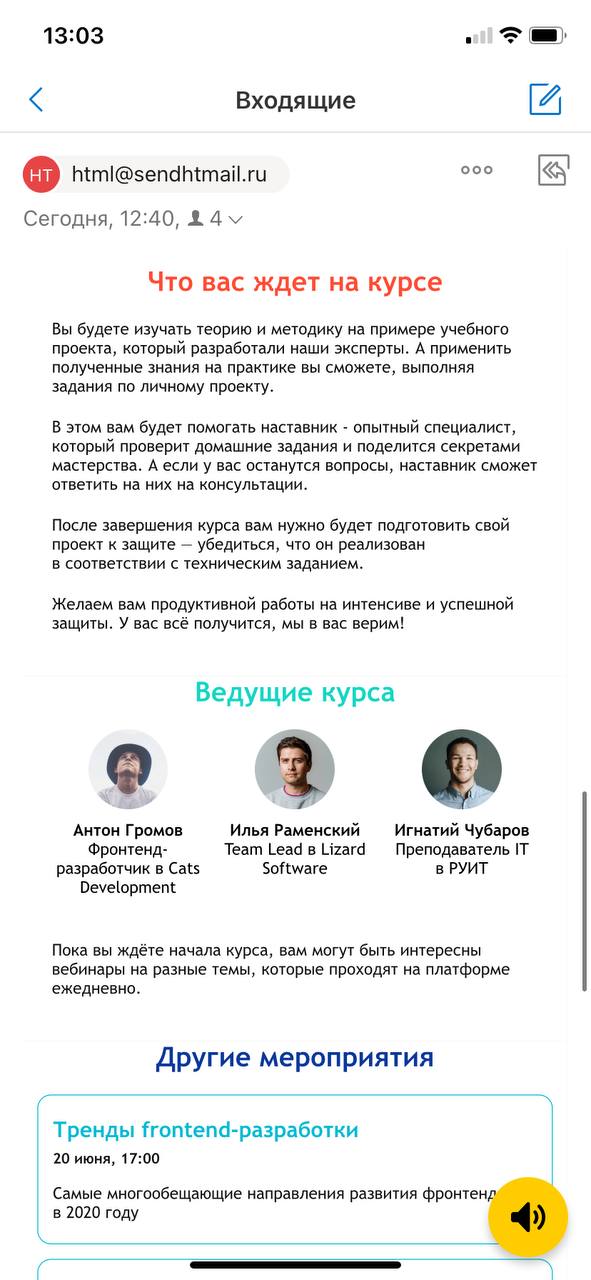 13:03
Входящие
НТ
html@sendhtmail.ru
Сегодня, 12:40, 4
Что вас ждет на курсе
Вы будете изучать теорию и методику на примере учебного
проекта, который разработали наши эксперты. А применить
полученные знания на практике вы сможете, выполняя
задания по личному проекту.
В этом вам будет помогать наставник - опытный специалист,
который проверит домашние задания и поделится секретами
мастерства. А если у вас останутся вопросы, наставник сможет
ответить на них на консультации.
После завершения курса вам нужно будет подготовить свой
проект к защите — убедиться, что он реализован
в соответствии с техническим заданием.
Желаем вам продуктивной работы на интенсиве и успешной
защиты. У вас всё получится, мы в вас верим!
Ведущие курса
Антон Громов
Фронтенд-
разработчик в Cats
Development
Илья Раменский
Team Lead в Lizard
Software
Игнатий Чубаров
Преподаватель IT
в РУИТ
Пока вы ждёте начала курса, вам могут быть интересны
вебинары на разные темы, которые проходят на платформе
ежедневно.
Другие мероприятия
Тренды frontend-разработки
20 июня, 17:00
Самые многообещающие направления развития фронтенд
в 2020 году